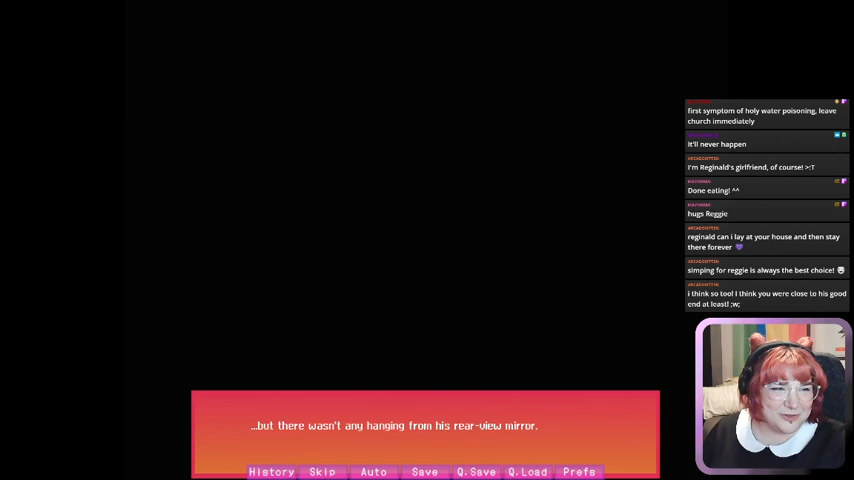 first symptom of holy water poisoning, leave
church immediately
It'll never happen
I'm Reginald's girlfriend, of course! >:T
Done eating! ^^
hugs Reggie
reginald can i lay at your house and then stay
there forever 💜
simping for reggie is always the best choice!
i think so too! I think you were close to his good
end at least! ;w;
...but there wasn't any hanging from his rear-view mirror.
History Skip Auto Save Q.Save Q.Load Prefs